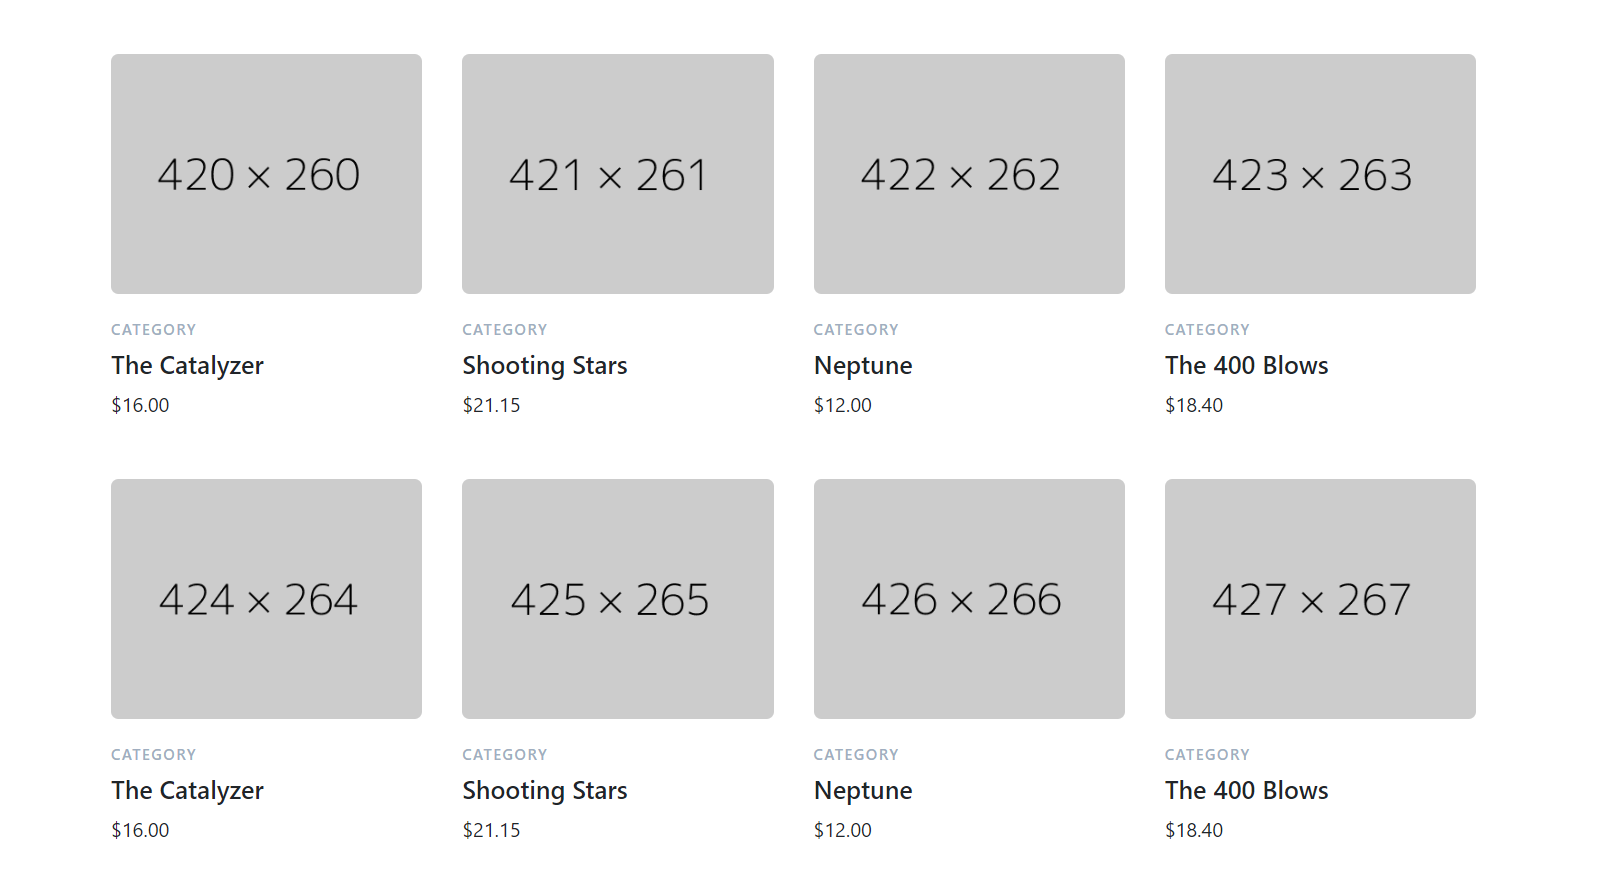 420 × 260
421 × 261
422 × 262
423 × 263
CATEGORY
The Catalyzer
$16.00
CATEGORY
Shooting Stars
$21.15
CATEGORY
Neptune
$12.00
CATEGORY
The 400 Blows
$18.40
424 × 264
425 × 265
426 × 266
427 × 267
CATEGORY
The Catalyzer
$16.00
CATEGORY
Shooting Stars
$21.15
CATEGORY
Neptune
$12.00
CATEGORY
The 400 Blows
$18.40